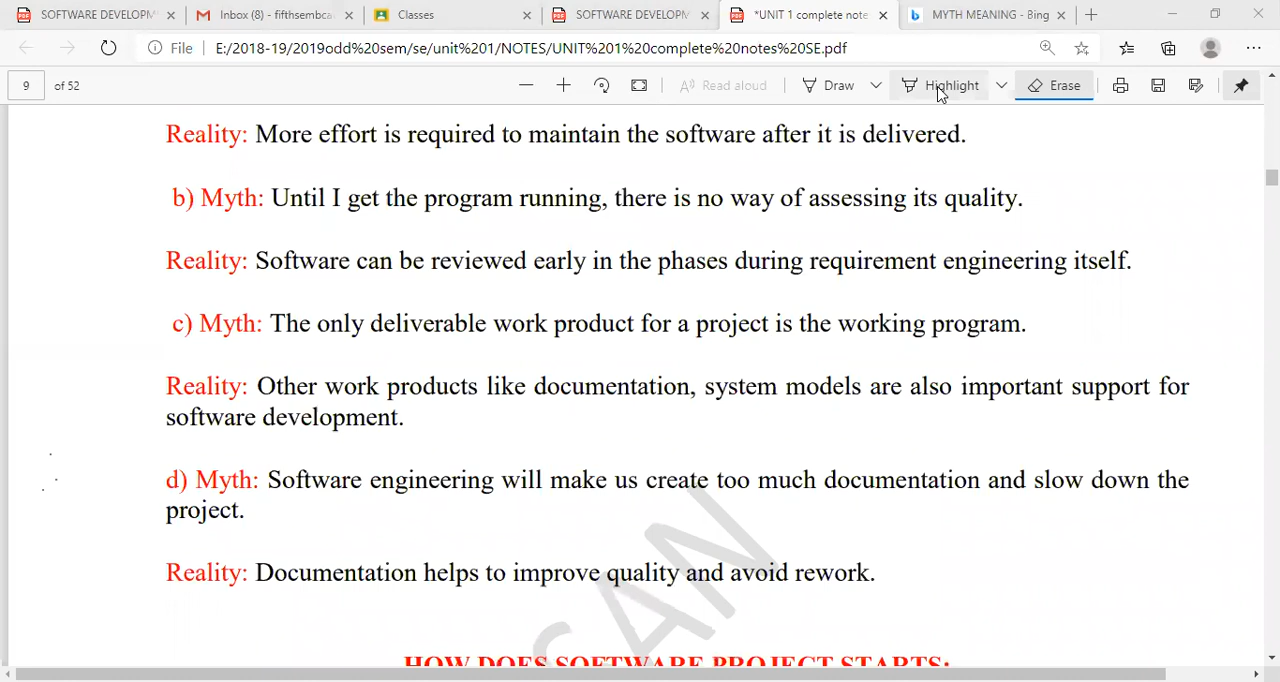 SOFTWARE DEVELOPM
Inbox (8) - fifthsembca
Classes
SOFTWARE DEVELOPM
*UNIT 1 complete note
MYTH MEANING - Bing
File | E:/2018-19/2019odd%20sem/se/unit%201/NOTES/UNIT%201%20complete%20notes%20SE.pdf
9 of 52
Read aloud
Draw
Highlight
Erase
Reality: More effort is required to maintain the software after it is delivered.
b) Myth: Until I get the program running, there is no way of assessing its quality.
Reality: Software can be reviewed early in the phases during requirement engineering itself.
c) Myth: The only deliverable work product for a project is the working program.
Reality: Other work products like documentation, system models are also important support for
software development.
d) Myth: Software engineering will make us create too much documentation and slow down the
project.
Reality: Documentation helps to improve quality and avoid rework.
SAN
HOW DOES SOFTWARE PROJECT STARTS: